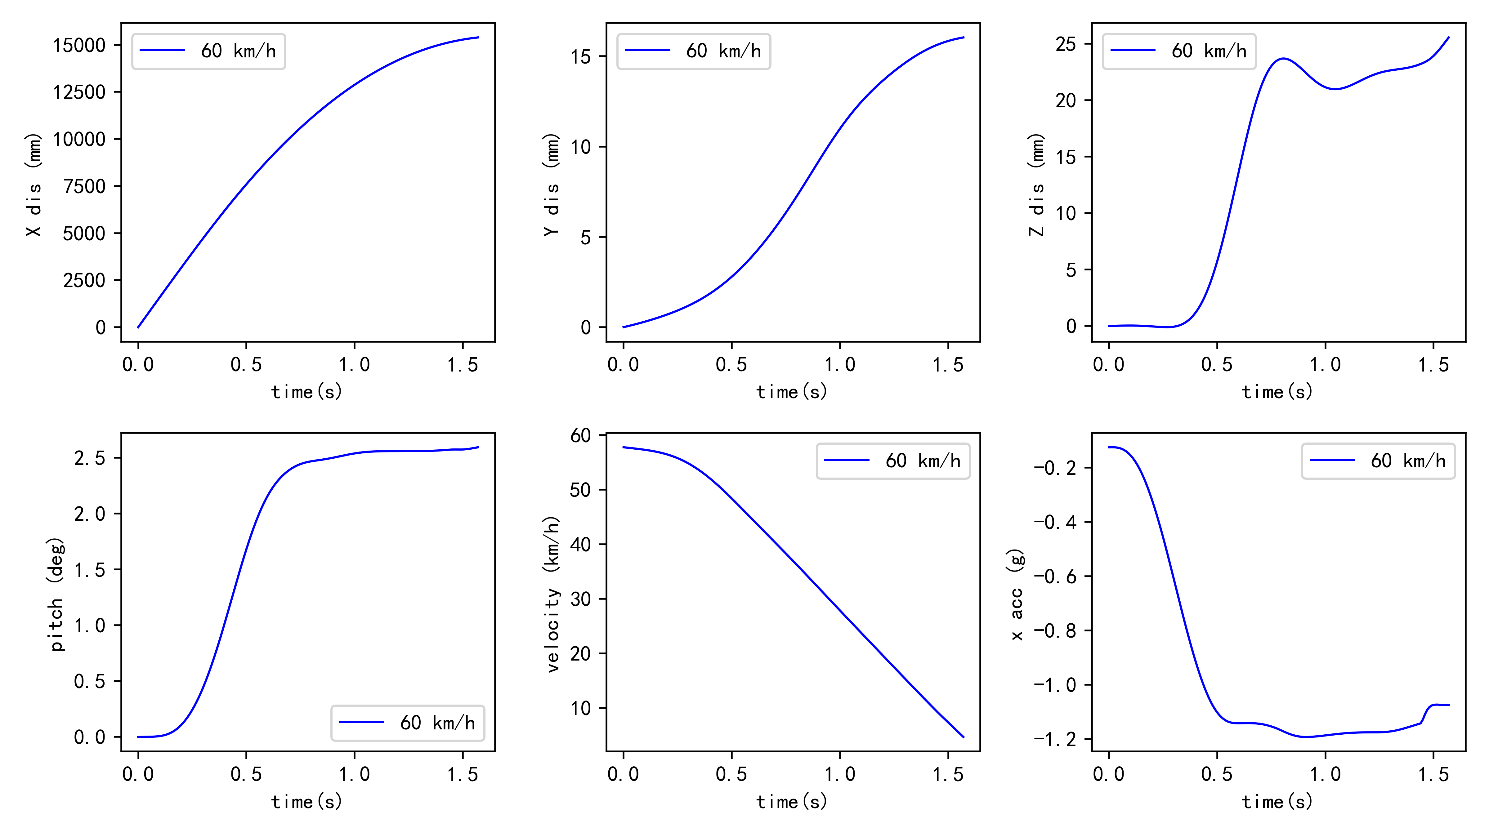 60 km/h
X dis (mm)
15000
12500
10000
7500
5000
2500
0
0.0 0.5 1.0 1.5
time(s)
60 km/h
Y dis (mm)
15
10
5
0
0.0 0.5 1.0 1.5
time(s)
60 km/h
Z dis (mm)
25
20
15
10
5
0
0.0 0.5 1.0 1.5
time(s)
pitch (deg)
2.5
2.0
1.5
1.0
0.5
0.0
60 km/h
0.0 0.5 1.0 1.5
time(s)
60 km/h
velocity (km/h)
60
50
40
30
20
10
0.0 0.5 1.0 1.5
time(s)
60 km/h
x acc (g)
−0.2
−0.4
−0.6
−0.8
−1.0
−1.2
0.0 0.5 1.0 1.5
time(s)